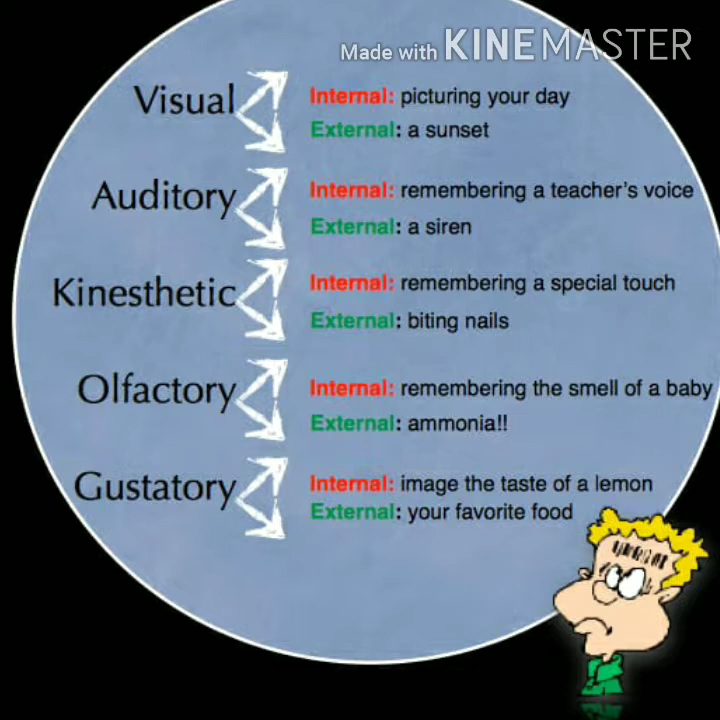 Made with KINEMASTER
Visual
Internal: picturing your day
External: a sunset
Auditory
Internal: remembering a teacher's voice
External: a siren
Kinesthetic
Internal: remembering a special touch
External: biting nails
Olfactory
Internal: remembering the smell of a baby
External: ammonia!!
Gustatory
Internal: image the taste of a lemon
External: your favorite food